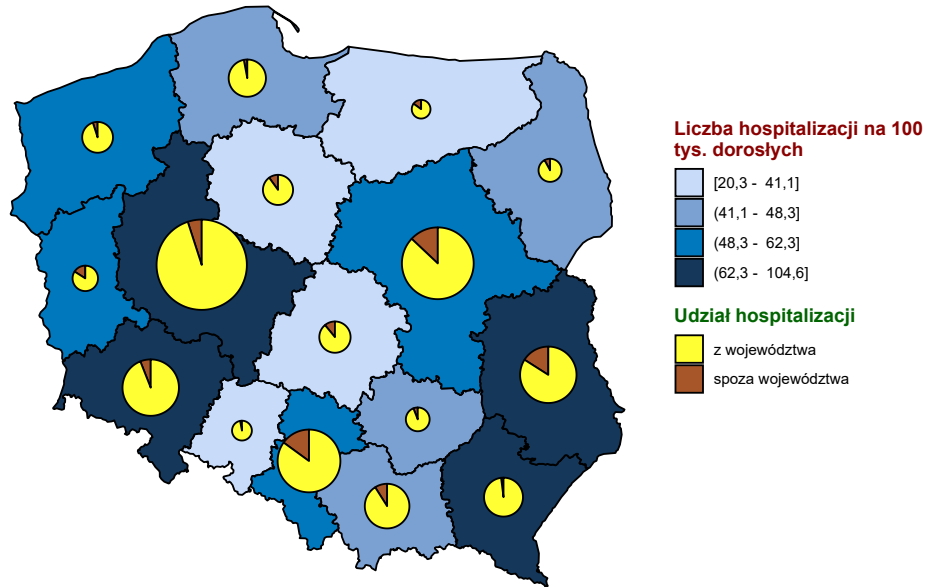 Liczba hospitalizacji na 100
tys. dorosłych
[20,3 - 41,1]
(41,1 - 48,3]
(48,3 - 62,3]
(62,3 - 104,6]
Udział hospitalizacji
z województwa
spoza województwa